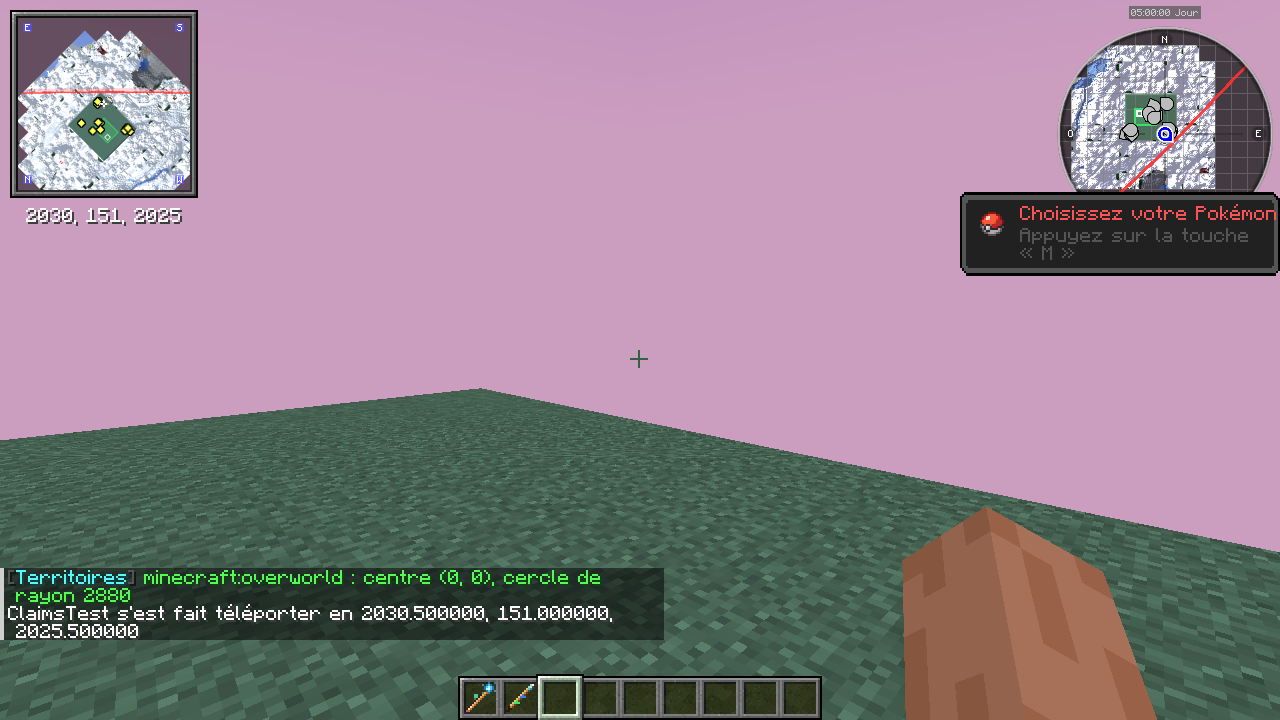 E
S
N
W
2030, 151, 2025
05:00:00 Jour
N
O
E
Choisissez votre Pokémon
Appuyez sur la touche
« M »
[Territoires] minecraft:overworld : centre (0, 0), cercle de
rayon 2880
ClaimsTest s'est fait téléporter en 2030.500000, 151.000000,
2025.500000